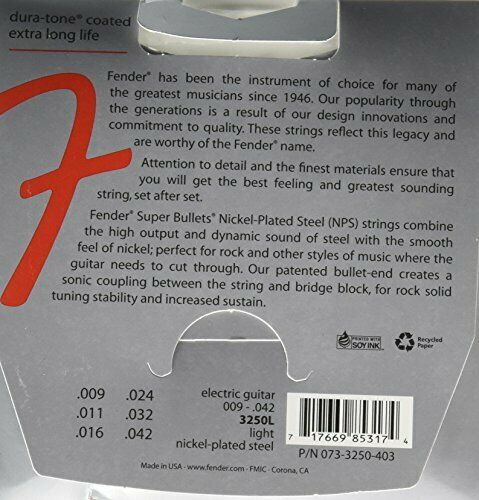 dura-tone® coated
extra long life
F
Fender® has been the instrument of choice for many of
the greatest musicians since 1946. Our popularity through
the generations is a result of our design innovations and
commitment to quality. These strings reflect this legacy and
are worthy of the Fender® name.
Attention to detail and the finest materials ensure that
you will get the best feeling and greatest sounding
string, set after set.
Fender® Super Bullets® Nickel-Plated Steel (NPS) strings combine
the high output and dynamic sound of steel with the smooth
feel of nickel; perfect for rock and other styles of music where the
guitar needs to cut through. Our patented bullet-end creates a
sonic coupling between the string and bridge block, for rock solid
tuning stability and increased sustain.
PRINTED WITH
SOY INK
Recycled
Paper
.009 .024
.011 .032
.016 .042
electric guitar
009 - .042
3250L
light
nickel-plated steel
7 17669 85317 4
P/N 073-3250-403
Made in USA · www.fender.com · FMIC · Corona, CA